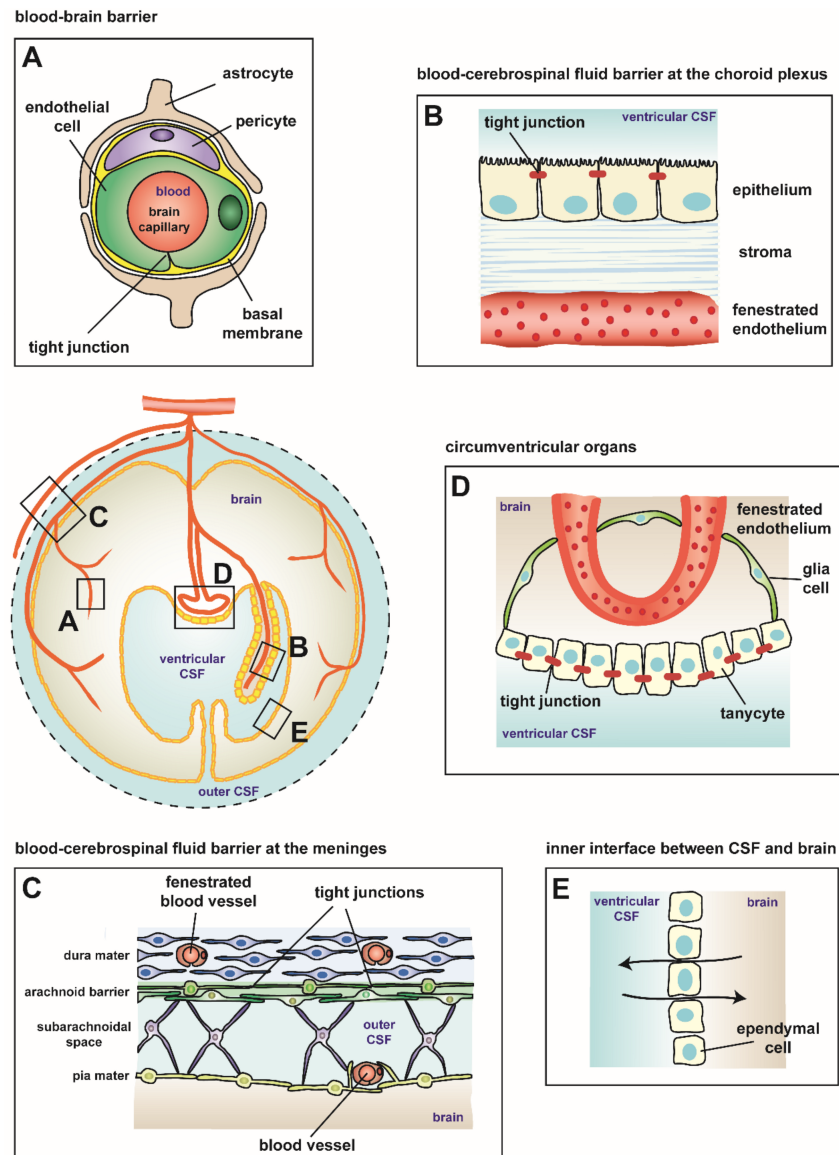 blood-brain barrier
A
astrocyte
endothelial
cell
pericyte
blood
brain
capillary
basal
membrane
tight junction
blood-cerebrospinal fluid barrier at the choroid plexus
B
ventricular CSF
tight junction
epithelium
stroma
fenestrated
endothelium
brain
C
A
D
B
ventricular
CSF
E
outer CSF
circumventricular organs
D
brain
fenestrated
endothelium
glia
cell
tight junction
tanycyte
ventricular CSF
blood-cerebrospinal fluid barrier at the meninges
C
fenestrated
blood vessel
tight junctions
dura mater
arachnoid barrier
subarachnoidal
space
outer
CSF
pia mater
brain
blood vessel
inner interface between CSF and brain
E
ventricular
CSF
brain
ependymal
cell